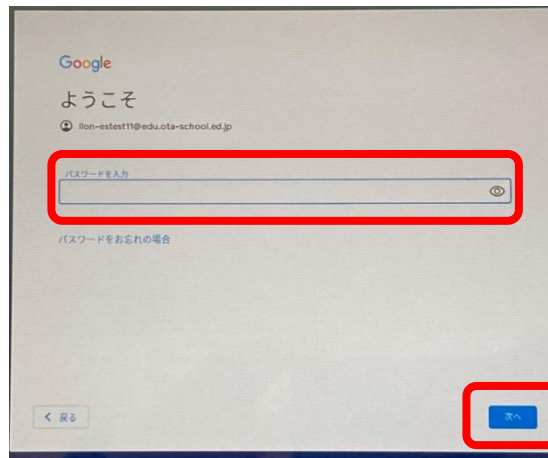 Google
ようこそ
llon-estest11@edu.ota-school.ed.jp
パスワードを入力
パスワードをお忘れの場合
戻る
次へ